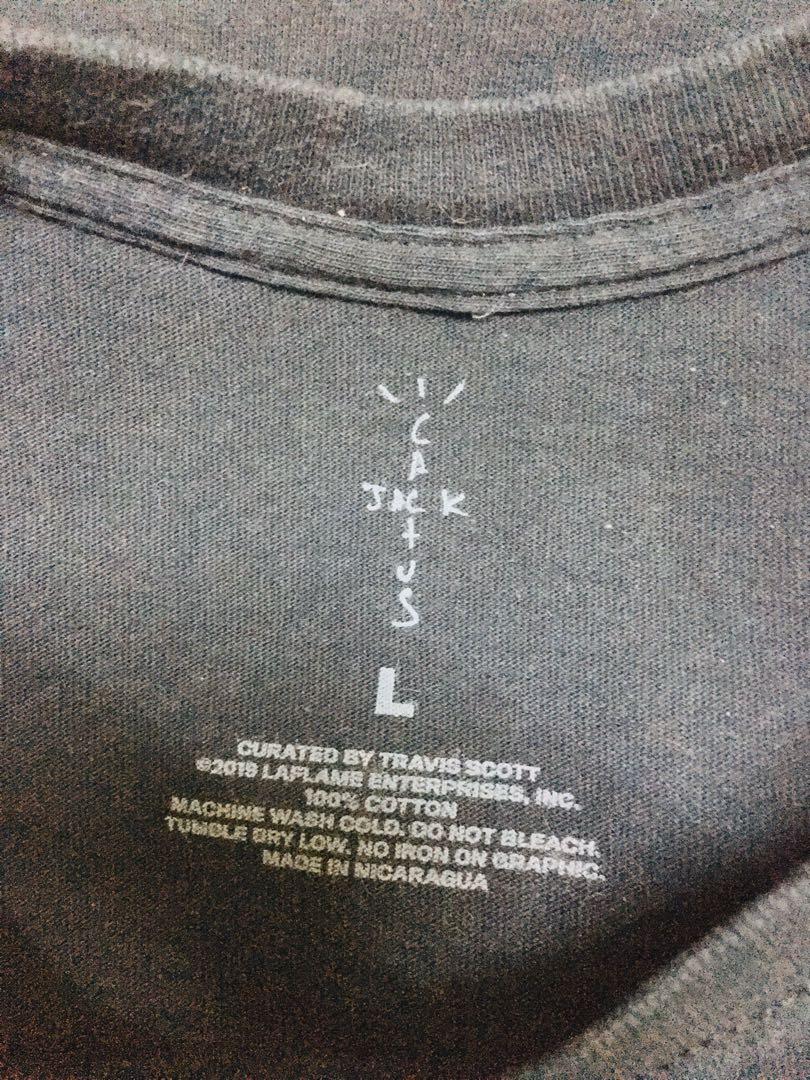 CACTUS
JACK
L
CURATED BY TRAVIS SCOTT
©2019 LAFLAME ENTERPRISES, INC.
100% COTTON
MACHINE WASH COLD. DO NOT BLEACH.
TUMBLE DRY LOW. NO IRON ON GRAPHIC.
MADE IN NICARAGUA